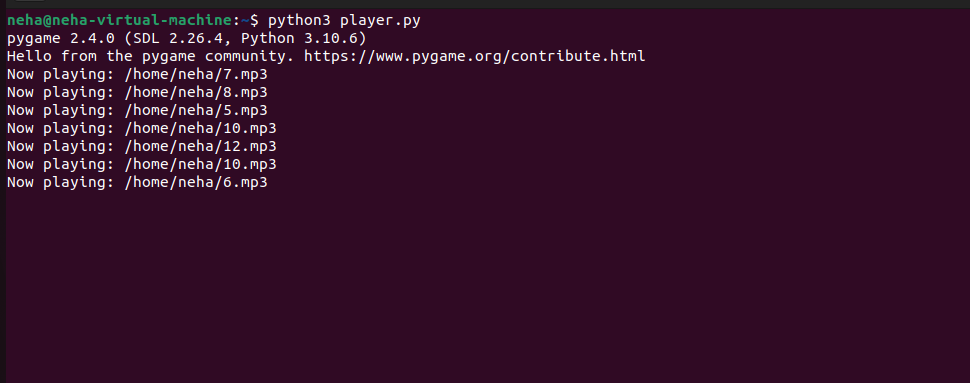 neha@neha-virtual-machine:~$ python3 player.py
pygame 2.4.0 (SDL 2.26.4, Python 3.10.6)
Hello from the pygame community. https://www.pygame.org/contribute.html
Now playing: /home/neha/7.mp3
Now playing: /home/neha/8.mp3
Now playing: /home/neha/5.mp3
Now playing: /home/neha/10.mp3
Now playing: /home/neha/12.mp3
Now playing: /home/neha/10.mp3
Now playing: /home/neha/6.mp3